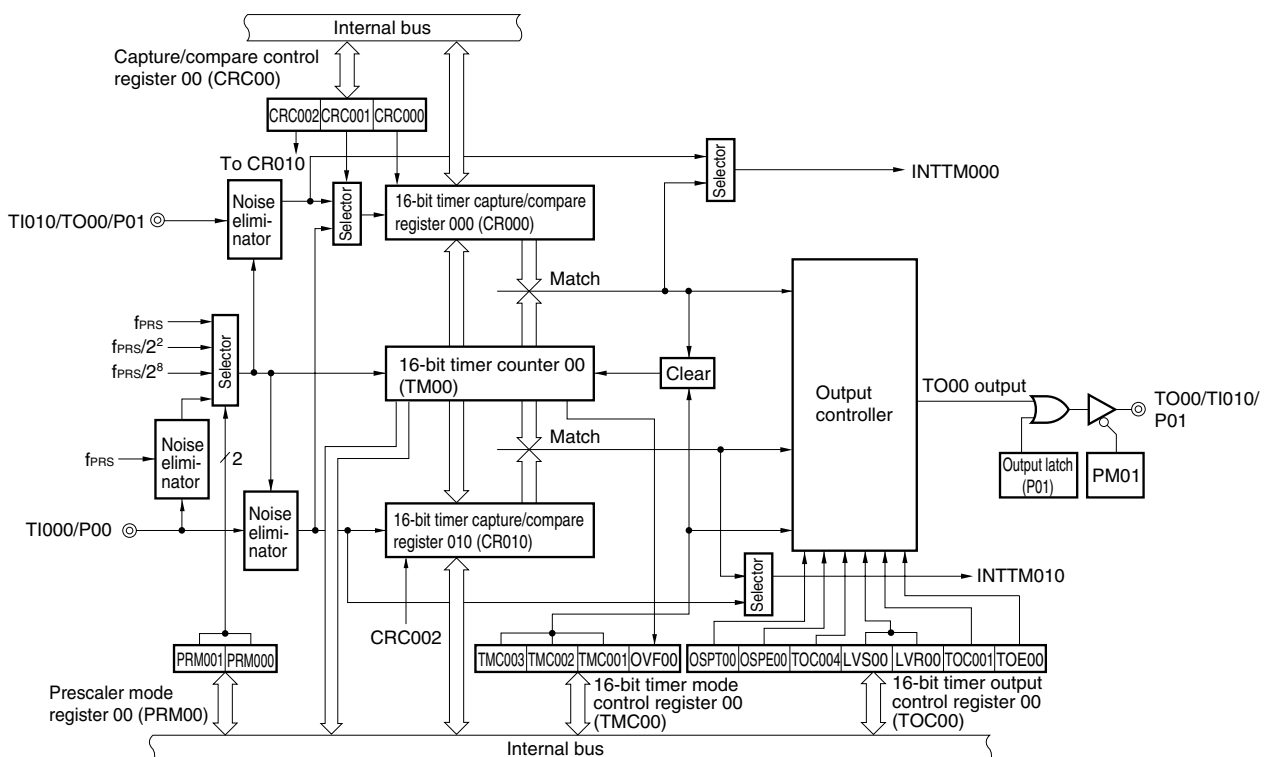 Internal bus
Capture/compare control
register 00 (CRC00)
CRC002 CRC001 CRC000
To CR010
Selector
INTTM000
TI010/TO00/P01
Noise
elimi-
nator
Selector
16-bit timer capture/compare
register 000 (CR000)
Match
fPRS
fPRS/2²
fPRS/2⁸
Selector
16-bit timer counter 00
(TM00)
Clear
Output
controller
TO00 output
TO00/TI010/
P01
Output latch
(P01)
PM01
fPRS
Noise
elimi-
nator
2
Match
TI000/P00
Noise
elimi-
nator
16-bit timer capture/compare
register 010 (CR010)
Selector
INTTM010
CRC002
PRM001 PRM000
TMC003 TMC002 TMC001 OVF00
OSPT00 OSPE00 TOC004 LVS00 LVR00 TOC001 TOE00
Prescaler mode
register 00 (PRM00)
16-bit timer mode
control register 00
(TMC00)
16-bit timer output
control register 00
(TOC00)
Internal bus